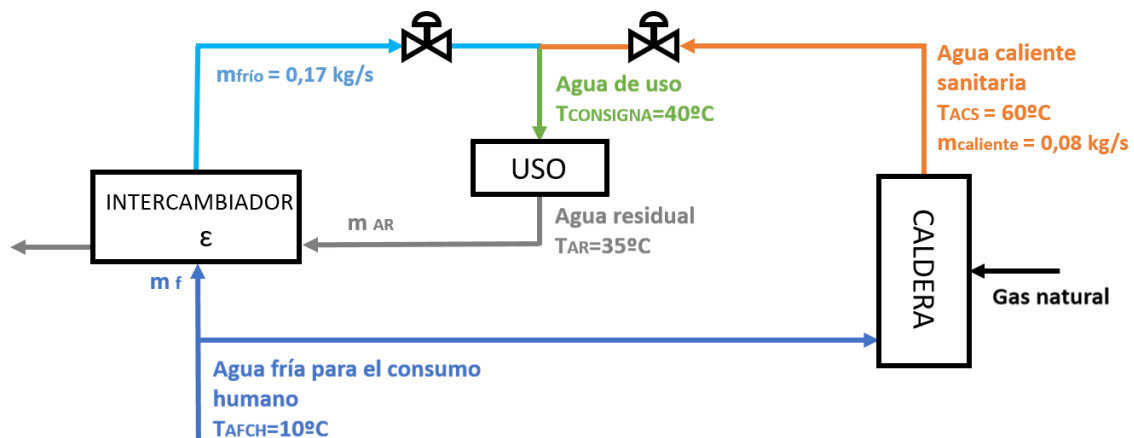 mfrío = 0,17 kg/s
Agua caliente
sanitaria
TACS = 60ºC
mcaliente = 0,08 kg/s
Agua de uso
TCONSIGNA=40ºC
USO
INTERCAMBIADOR
ε
m AR
Agua residual
TAR=35ºC
CALDERA
m f
Gas natural
Agua fría para el consumo
humano
TAFCH=10ºC